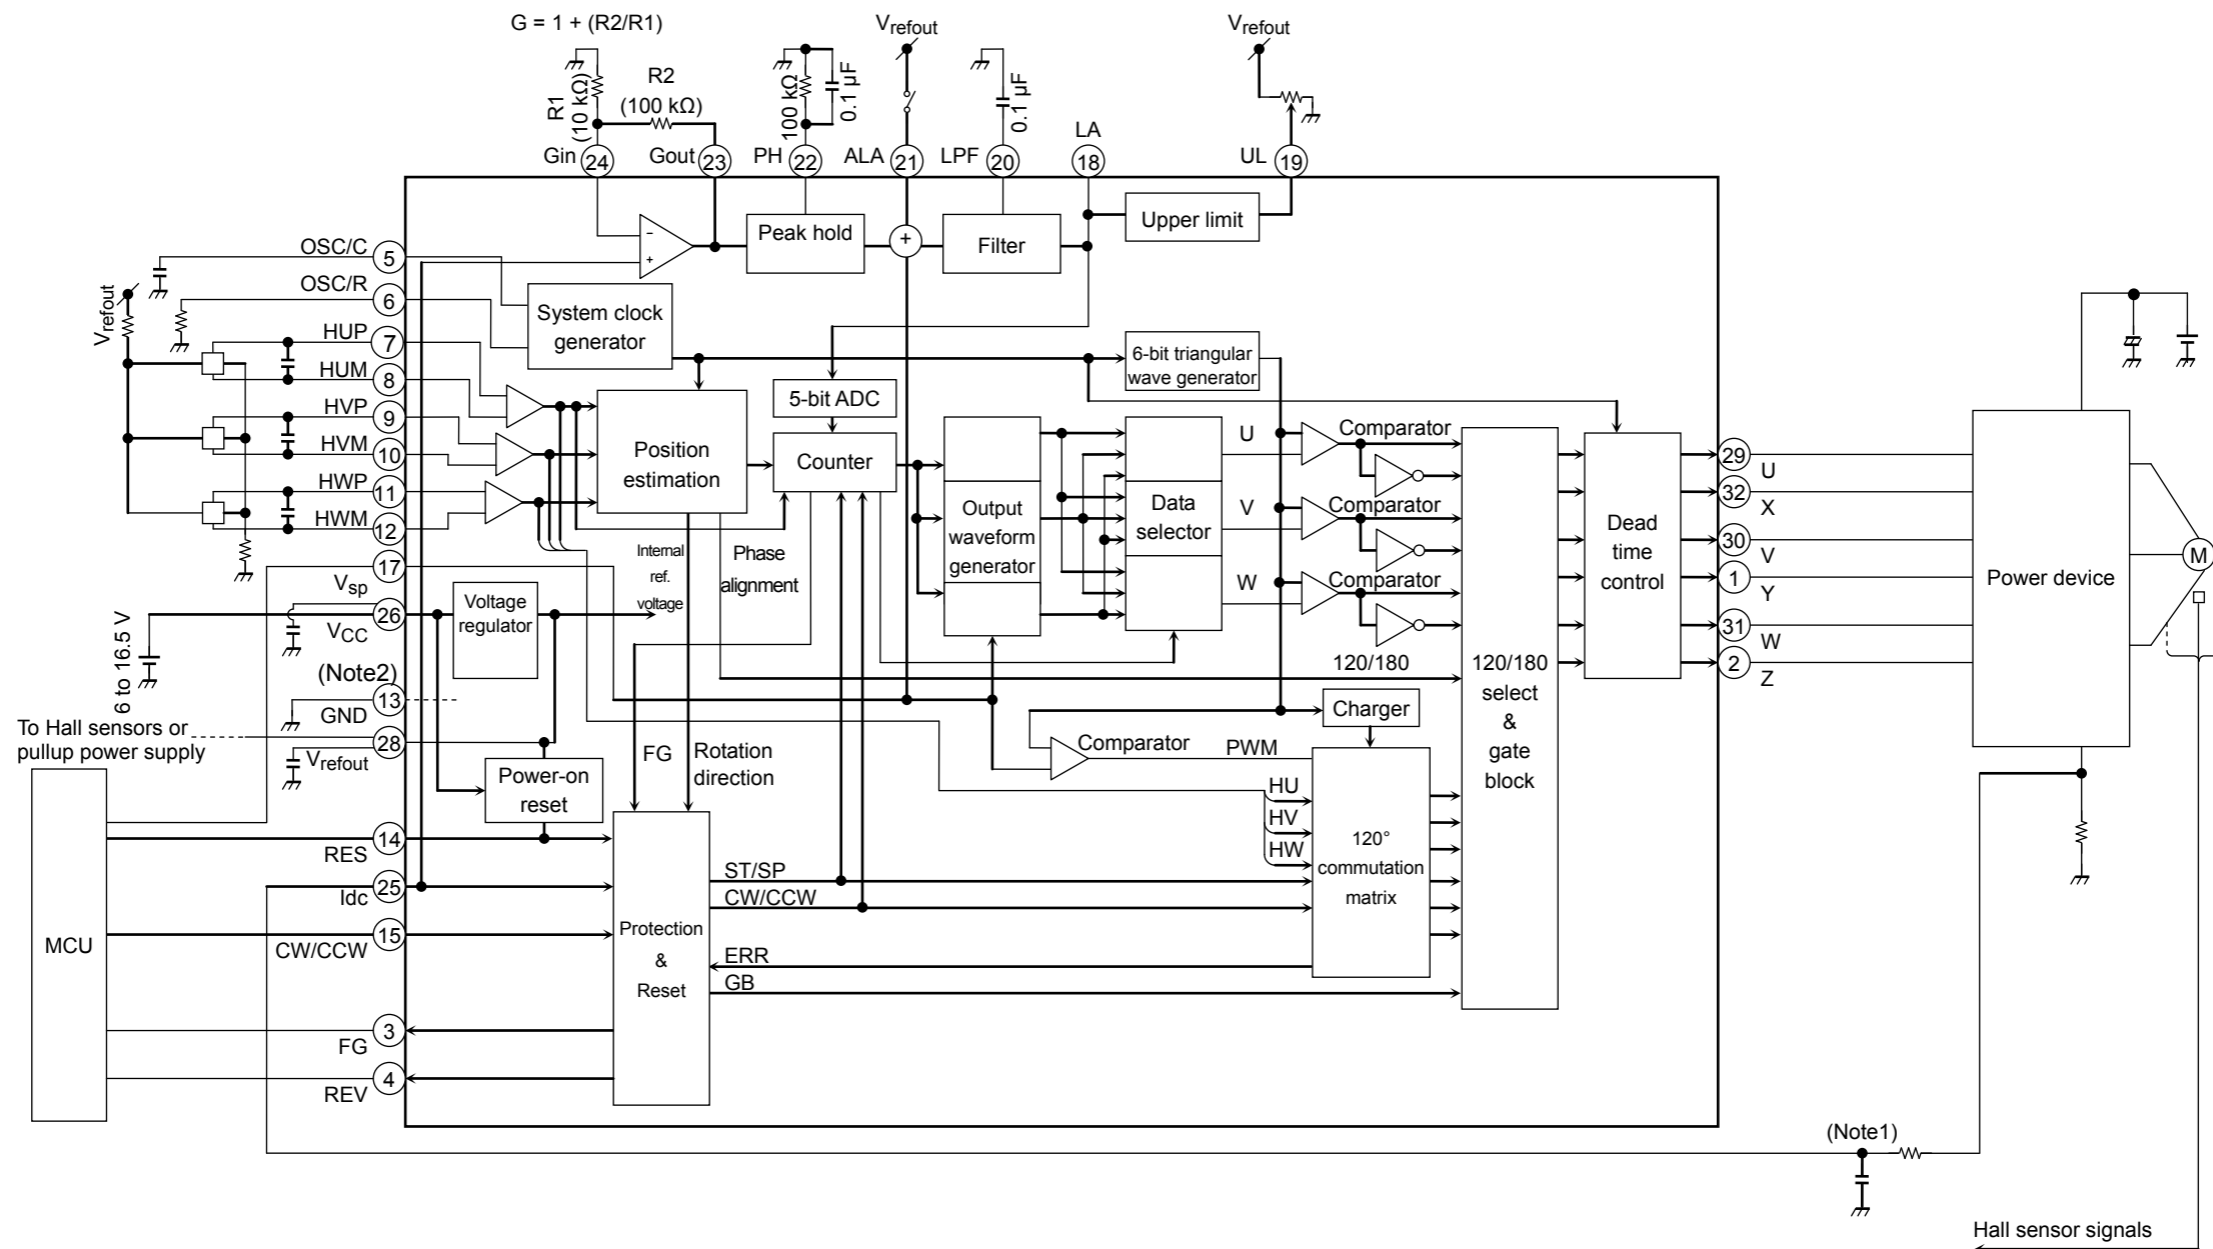 G = 1 + (R2/R1)
R1
(10 kΩ)
R2
(100 kΩ)
100 kΩ
0.1 µF
Vrefout
0.1 µF
Vrefout
Gin
24
Gout
23
PH
22
ALA
21
LPF
20
LA
18
UL
19
−
+
Peak hold
+
Filter
Upper limit
OSC/C
5
OSC/R
6
Vrefout
HUP
7
HUM
8
HVP
9
HVM
10
HWP
11
HWM
12
17
Vsp
26
VCC
6 to 16.5 V
(Note2)
13
GND
To Hall sensors or
pullup power supply
28
Vrefout
System clock
generator
6-bit triangular
wave generator
5-bit ADC
Counter
Position
estimation
Output
waveform
generator
Data
selector
U
V
W
Comparator
Comparator
Comparator
Internal
ref.
voltage
Phase
alignment
Voltage
regulator
Power-on
reset
120/180
120/180
select
&
gate
block
Dead
time
control
29
U
32
X
30
V
1
Y
31
W
2
Z
Power device
M
Charger
Comparator
PWM
HU
HV
HW
120°
commutation
matrix
FG
Rotation
direction
MCU
14
RES
25
Idc
15
CW/CCW
3
FG
4
REV
Protection
&
Reset
ST/SP
CW/CCW
ERR
GB
(Note1)
Hall sensor signals